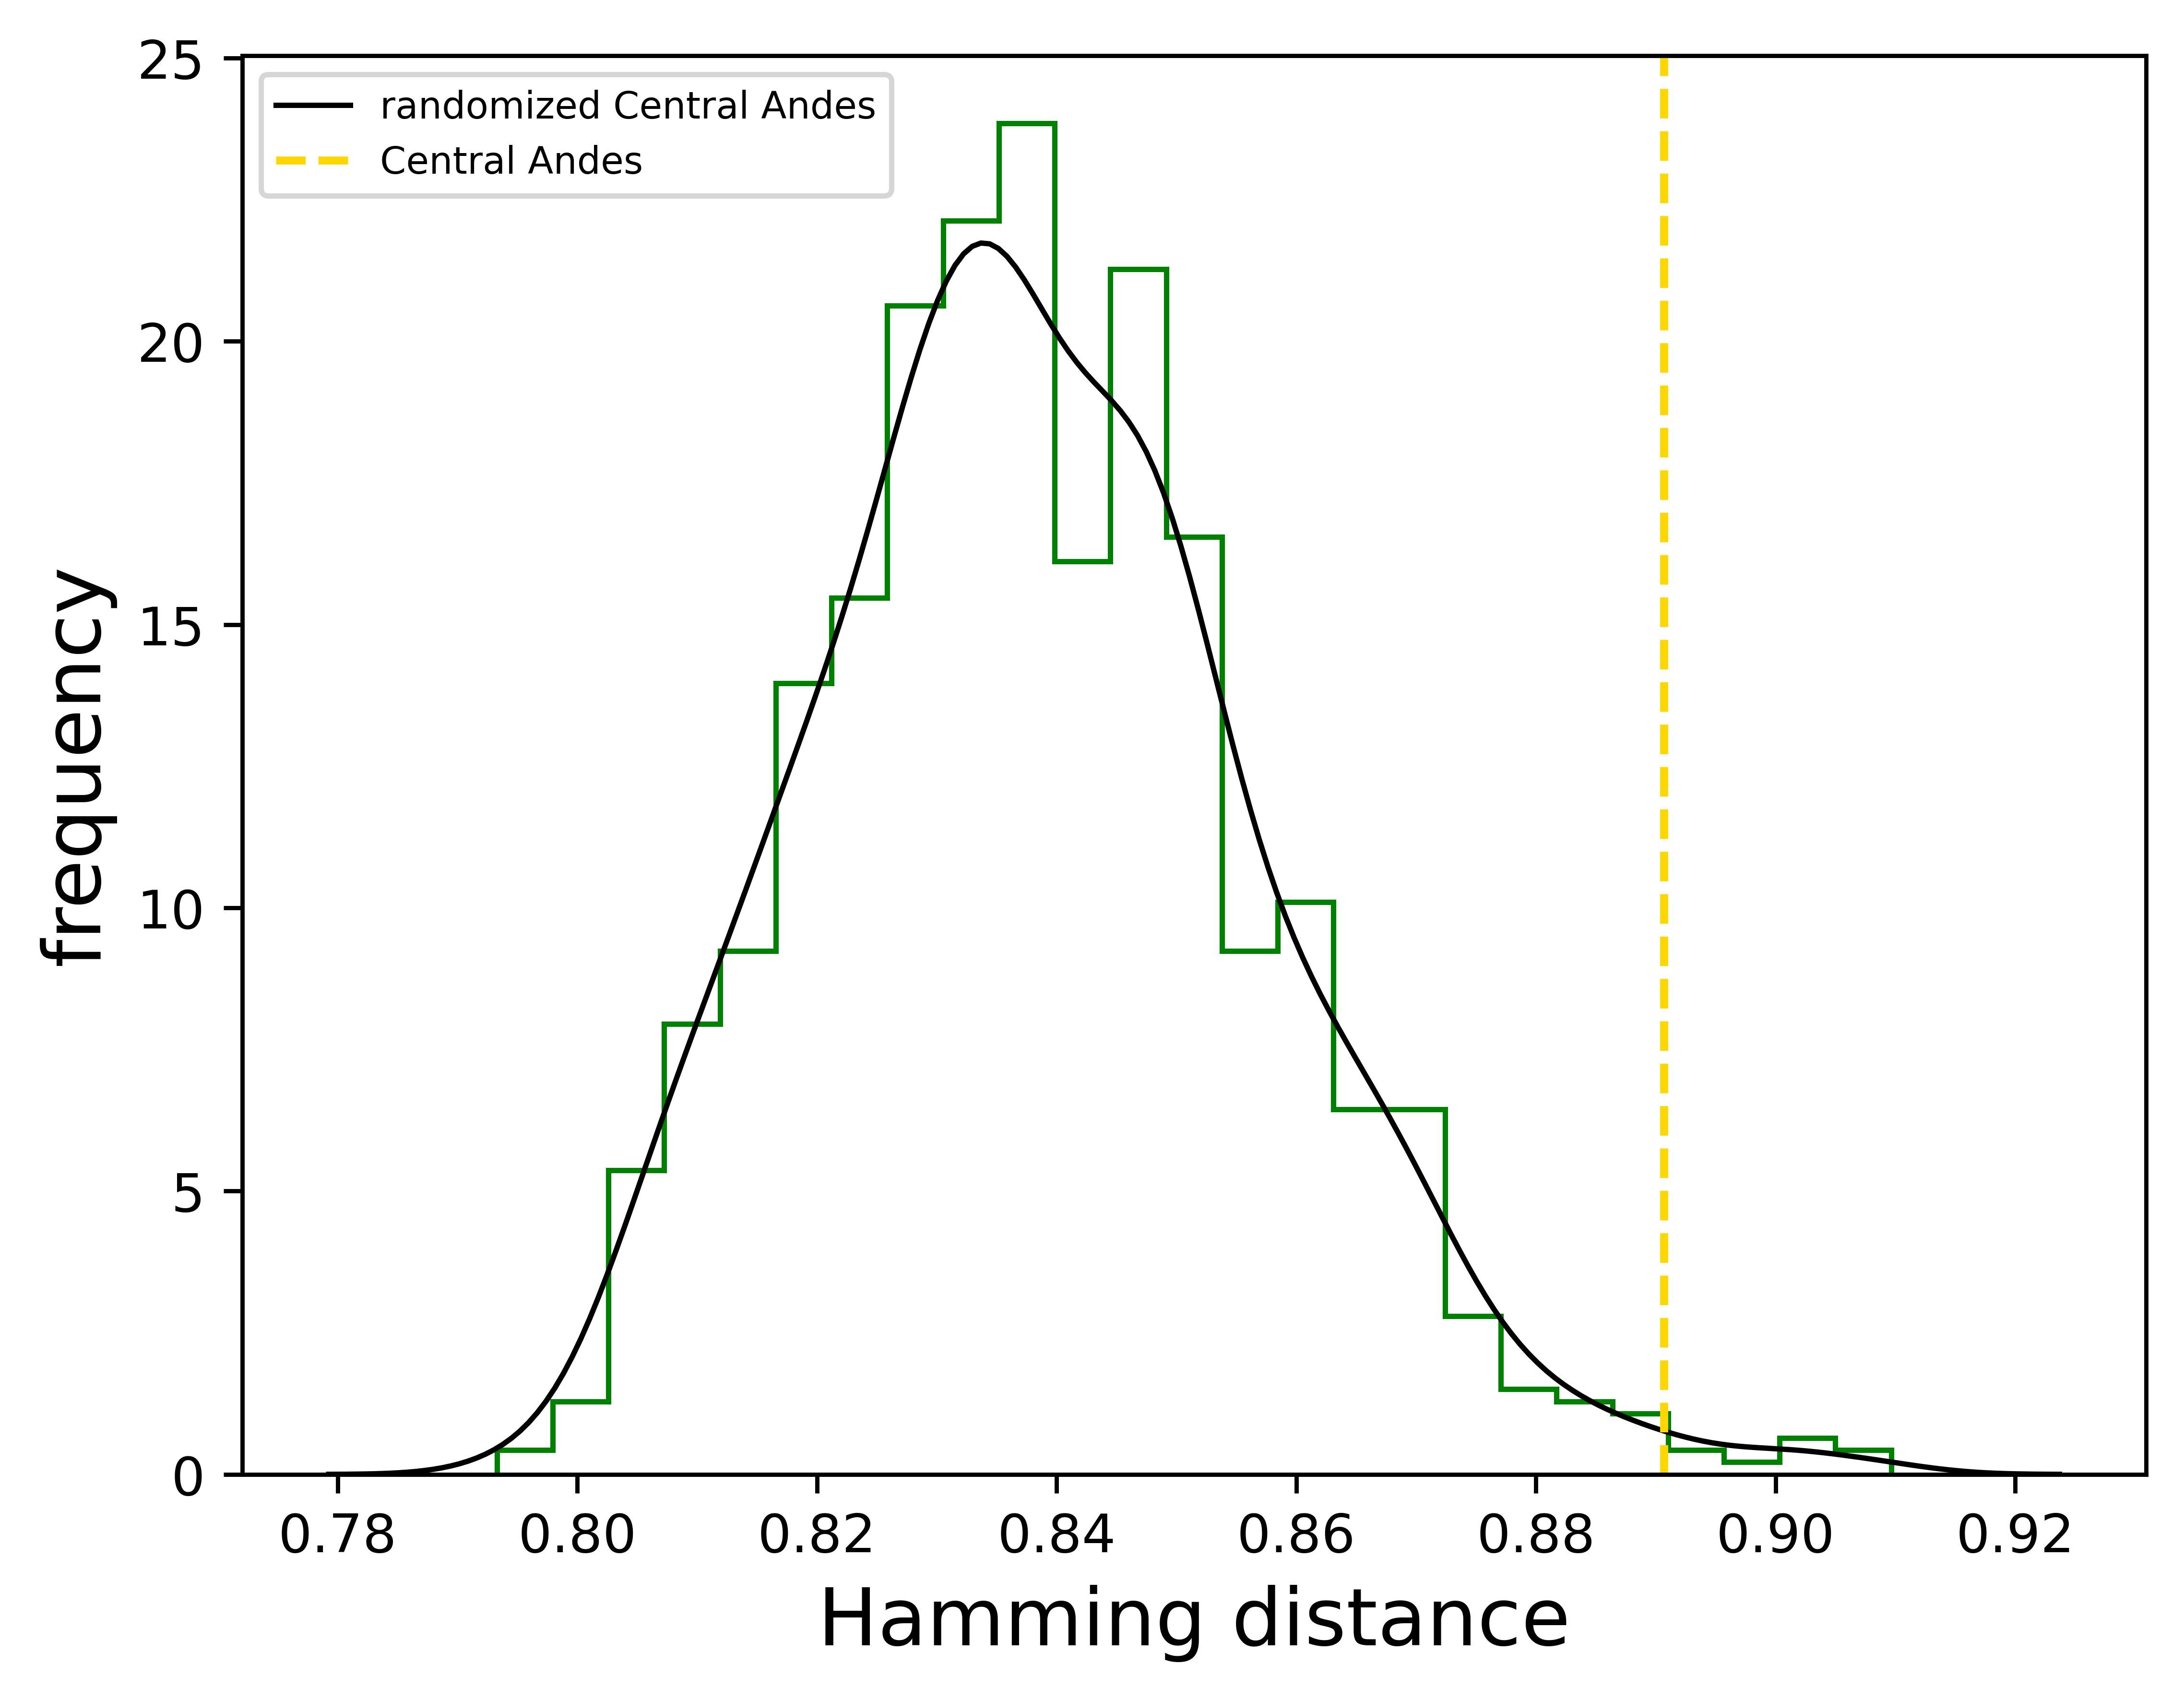 randomized Central Andes
Central Andes
frequency
25
20
15
10
5
0
0.78 0.80 0.82 0.84 0.86 0.88 0.90 0.92
Hamming distance